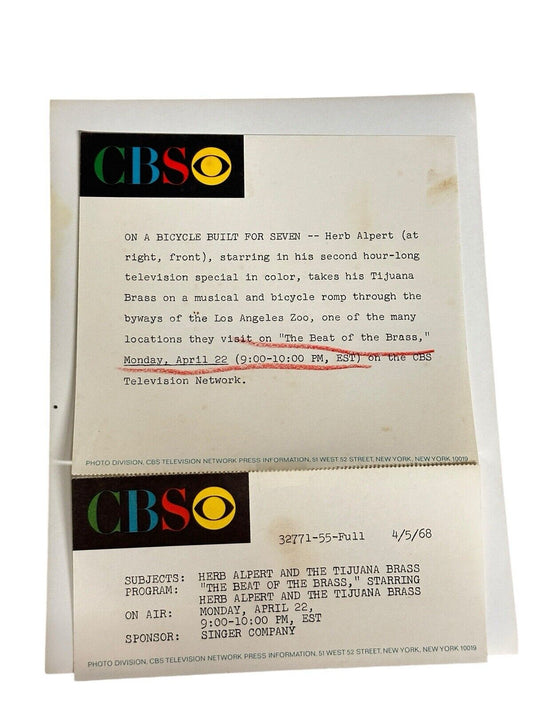 CBS
ON A BICYCLE BUILT FOR SEVEN -- Herb Alpert (at
right, front), starring in his second hour-long
television special in color, takes his Tijuana
Brass on a musical and bicycle romp through the
byways of the Los Angeles Zoo, one of the many
locations they visit on "The Beat of the Brass,"
Monday, April 22 (9:00-10:00 PM, EST) on the CBS
Television Network.
PHOTO DIVISION, CBS TELEVISION NETWORK PRESS INFORMATION, 51 WEST 52 STREET, NEW YORK, NEW YORK 10019
CBS
32771-55-Full 4/5/68
SUBJECTS: HERB ALPERT AND THE TIJUANA BRASS
PROGRAM: "THE BEAT OF THE BRASS," STARRING
HERB ALPERT AND THE TIJUANA BRASS
ON AIR: MONDAY, APRIL 22,
9:00-10:00 PM, EST
SPONSOR: SINGER COMPANY
PHOTO DIVISION, CBS TELEVISION NETWORK PRESS INFORMATION, 51 WEST 52 STREET, NEW YORK, NEW YORK 10019